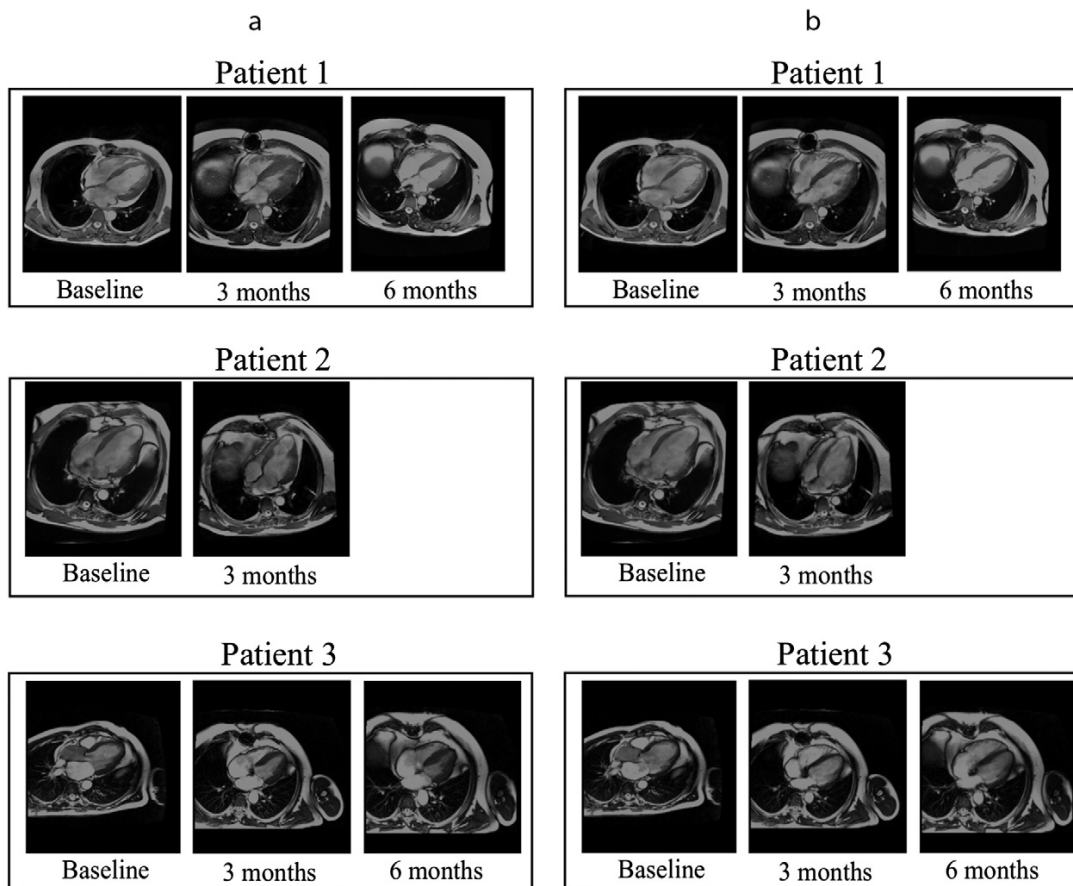 a
Patient 1
Baseline
3 months
6 months
Patient 2
Baseline
3 months
Patient 3
Baseline
3 months
6 months
b
Patient 1
Baseline
3 months
6 months
Patient 2
Baseline
3 months
Patient 3
Baseline
3 months
6 months